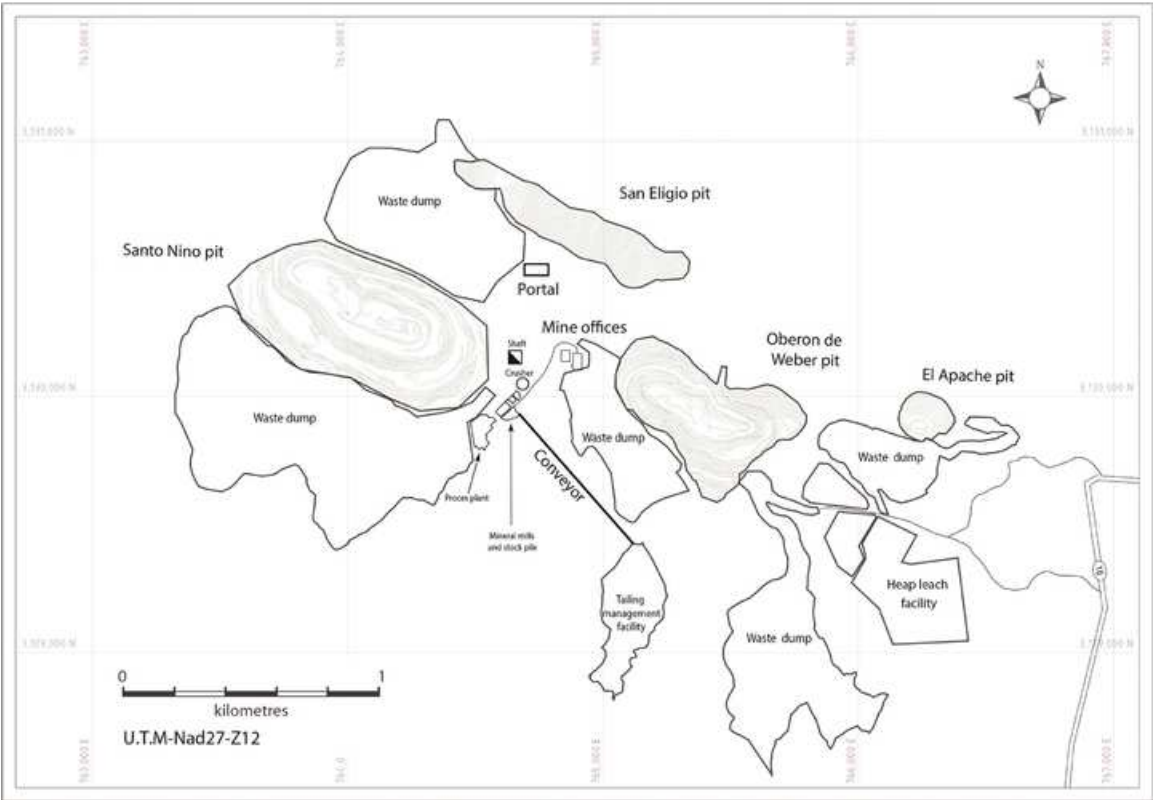 N
San Eligio pit
Waste dump
Santo Nino pit
Portal
Mine offices
Shaft
Crusher
Oberon de
Weber pit
El Apache pit
Waste dump
Waste dump
Waste dump
Conveyor
Proces plant
Mineral mills
and stock pile
Heap leach
facility
Tailing
management
facility
Waste dump
16
0
1
kilometres
U.T.M-Nad27-Z12